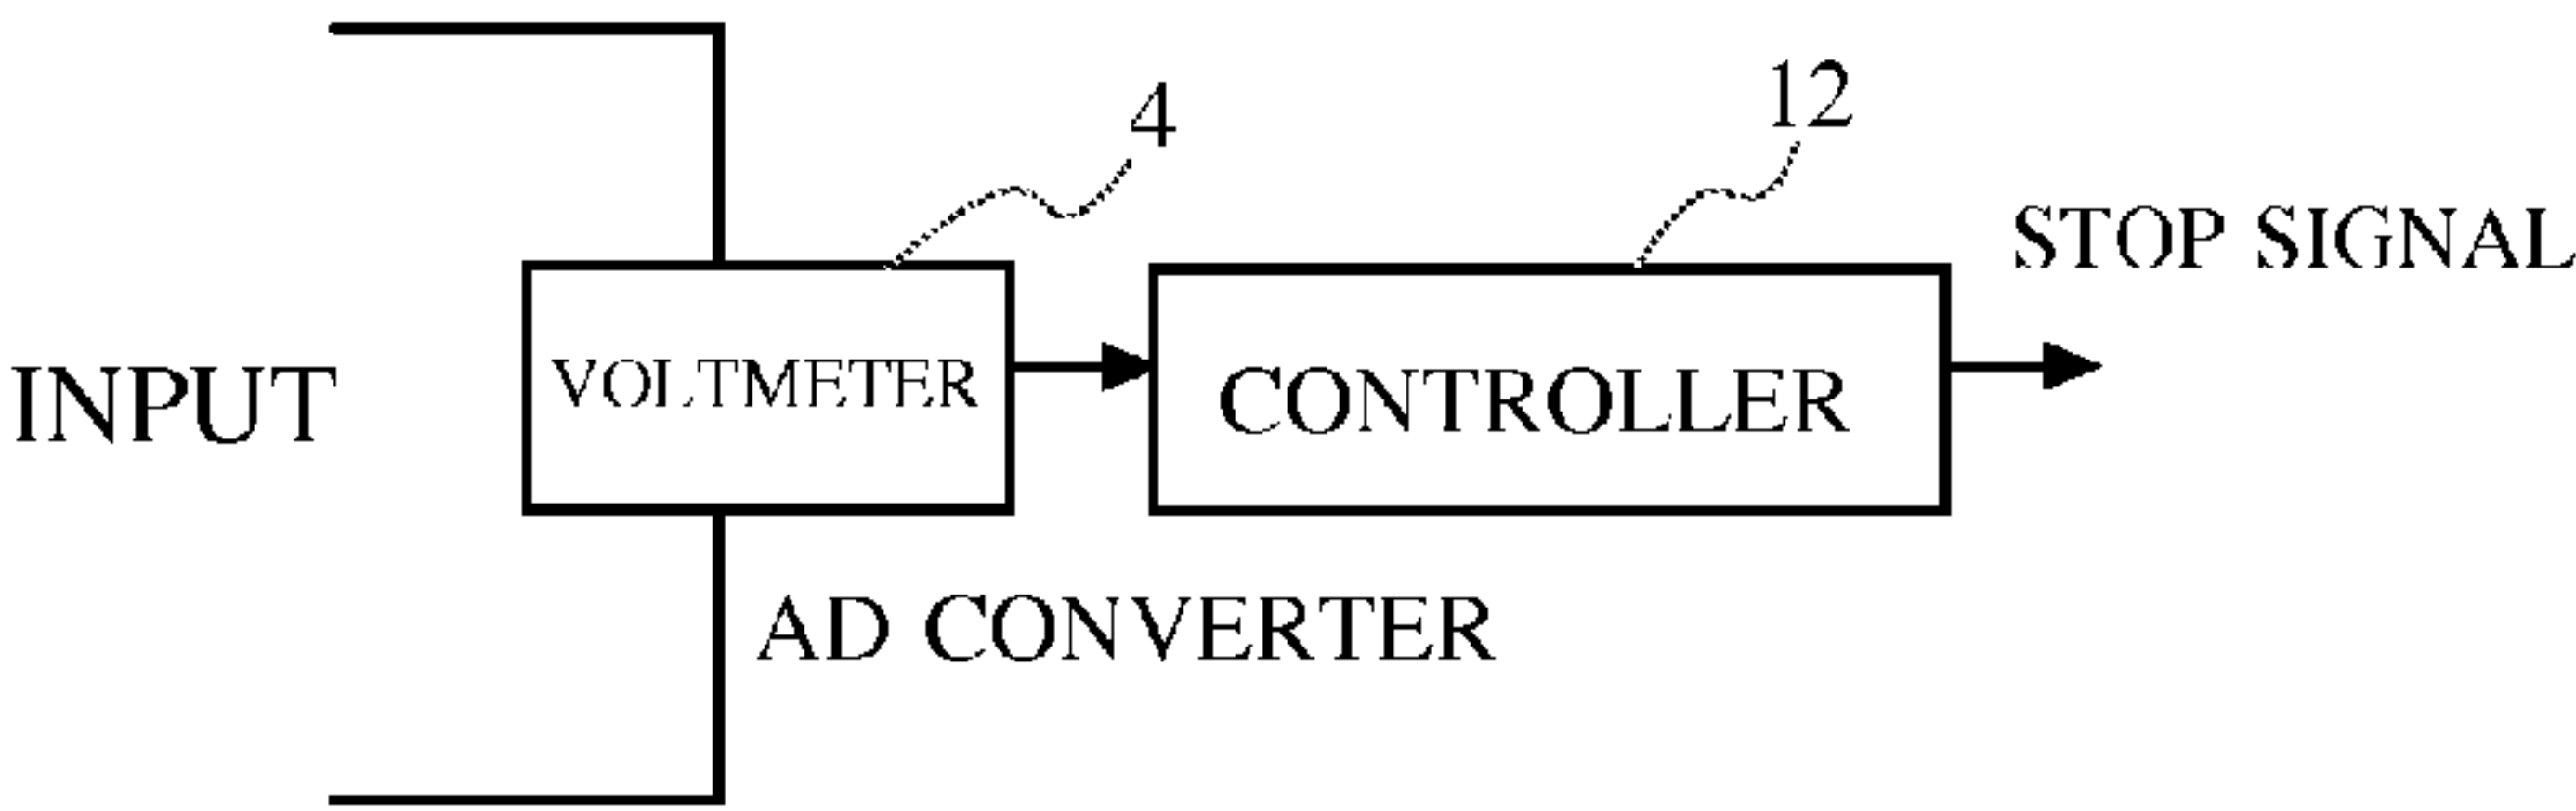 4
12
STOP SIGNAL
INPUT
VOLTMETER
CONTROLLER
AD CONVERTER